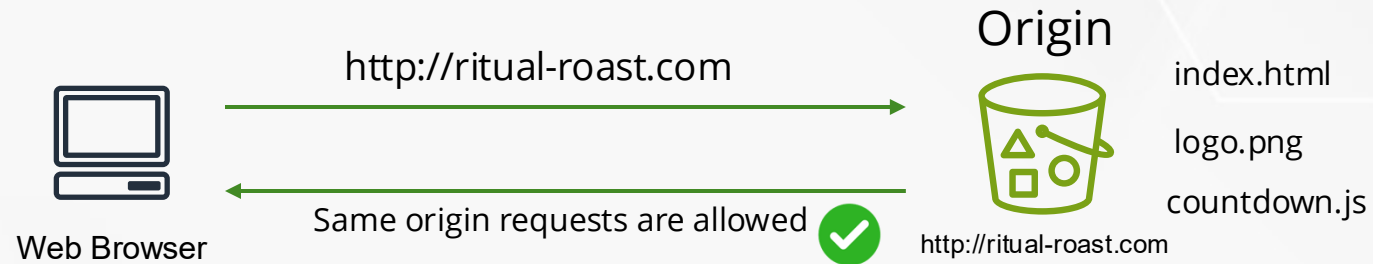 Origin
http://ritual-roast.com
index.html
logo.png
countdown.js
Same origin requests are allowed
Web Browser
http://ritual-roast.com